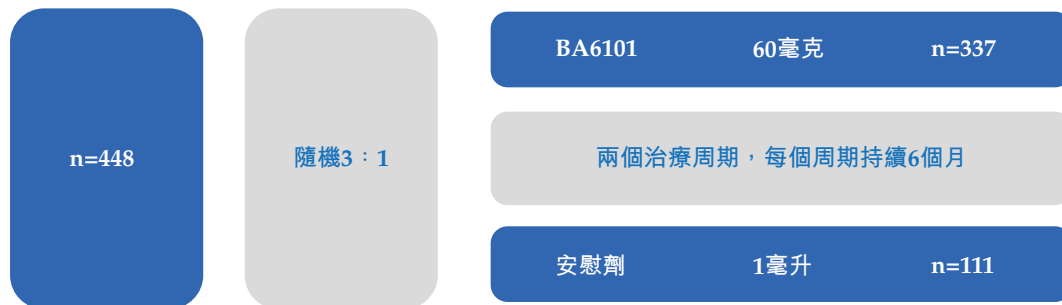 n=448
隨機3：1
BA6101 60毫克 n=337
兩個治療周期，每個周期持續6個月
安慰劑 1毫升 n=111